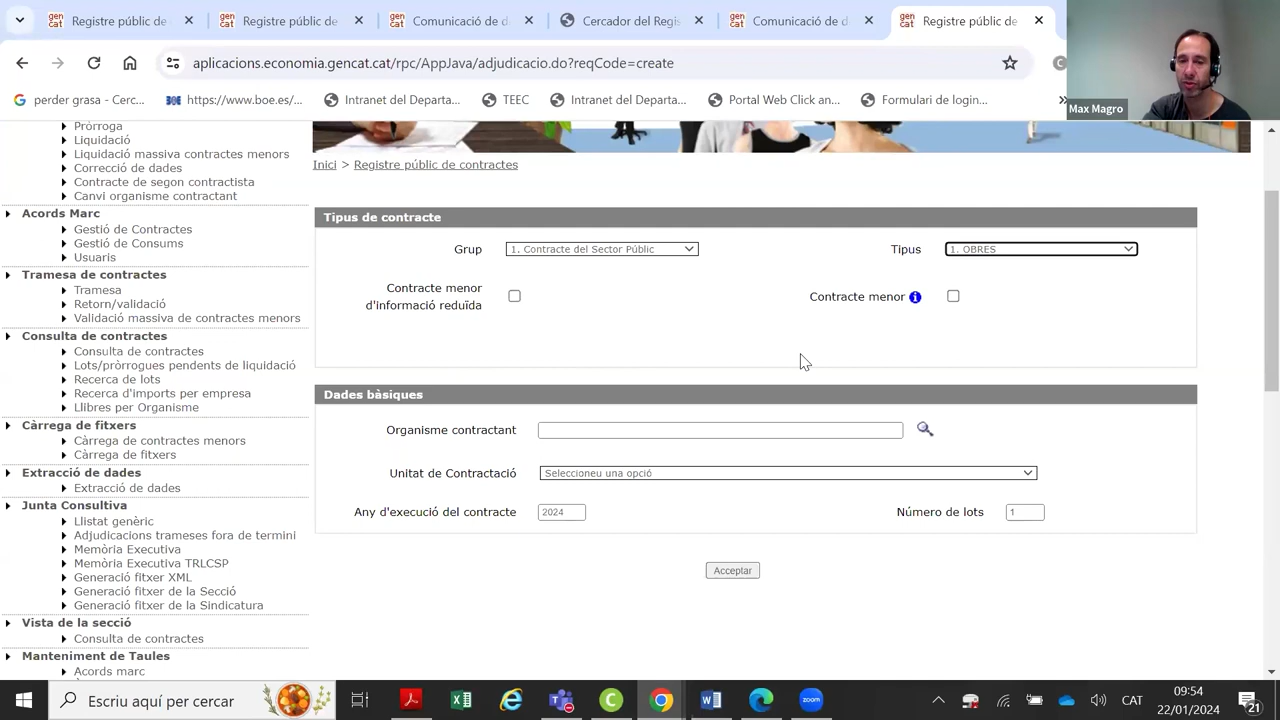 Registre públic de
Registre públic de
Comunicació de d
Cercador del Regis
Comunicació de d
Registre públic de
aplicacions.economia.gencat.cat/rpc/AppJava/adjudicacio.do?reqCode=create
Max Magro
perder grasa - Cerc...
https://www.boe.es/...
Intranet del Departa...
TEEC
Intranet del Departa...
Portal Web Click an...
Formulari de login...
Pròrroga
Liquidació
Liquidació massiva contractes menors
Correcció de dades
Contracte de segon contractista
Canvi organisme contractant
Acords Marc
Gestió de Contractes
Gestió de Consums
Usuaris
Tramesa de contractes
Tramesa
Retorn/validació
Validació massiva de contractes menors
Consulta de contractes
Consulta de contractes
Lots/pròrrogues pendents de liquidació
Recerca de lots
Recerca d'imports per empresa
Llibres per Organisme
Càrrega de fitxers
Càrrega de contractes menors
Càrrega de fitxers
Extracció de dades
Extracció de dades
Junta Consultiva
Llistat genèric
Adjudicacions trameses fora de termini
Memòria Executiva
Memòria Executiva TRLCSP
Generació fitxer XML
Generació fitxer de la Secció
Generació fitxer de la Sindicatura
Vista de la secció
Consulta de contractes
Manteniment de Taules
Acords marc
Inici > Registre públic de contractes
Tipus de contracte
Grup 1. Contracte del Sector Públic Tipus 1. OBRES
Contracte menor d'informació reduïda Contracte menor
Dades bàsiques
Organisme contractant
Unitat de Contractació Seleccioneu una opció
Any d'execució del contracte 2024 Número de lots 1
Acceptar
Escriu aquí per cercar
zoom
CAT
09:54
22/01/2024
21